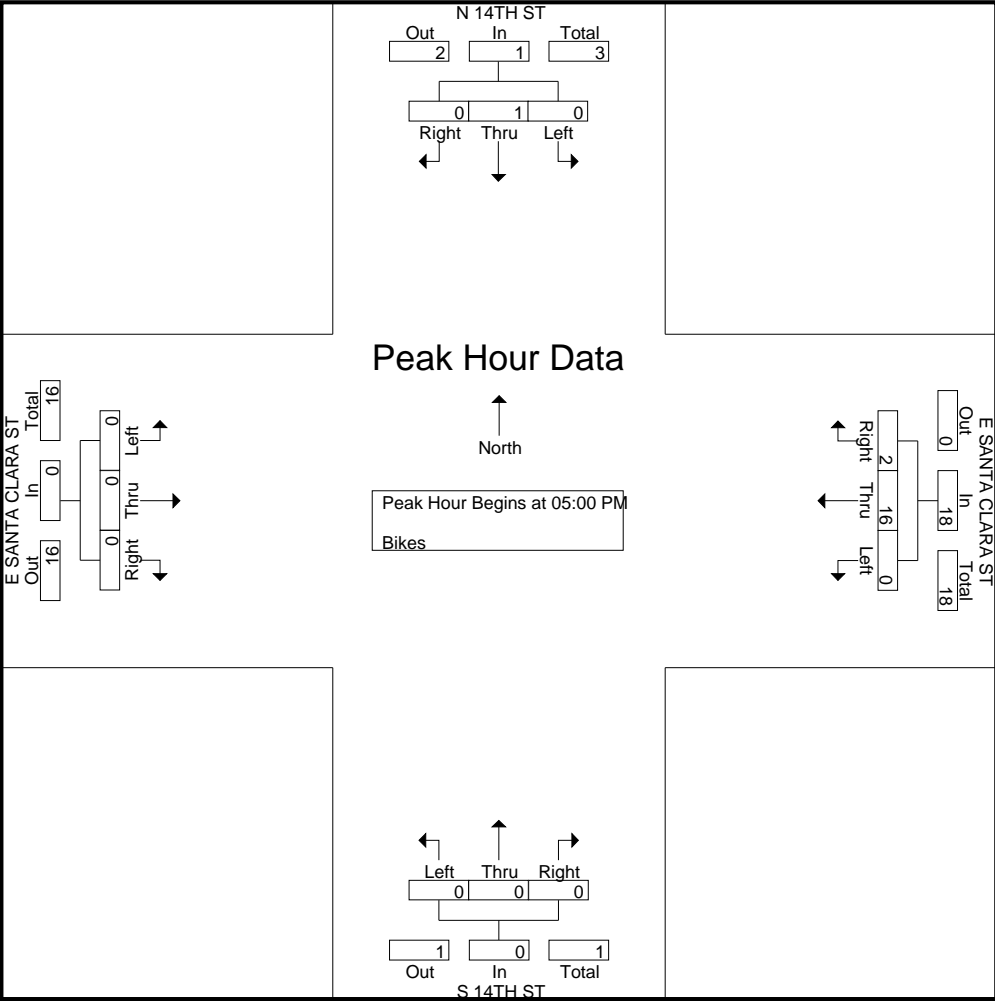 N 14TH ST
Out In Total
2 1 3
0 1 0
Right Thru Left
Peak Hour Data
North
Peak Hour Begins at 05:00 PM
Bikes
E SANTA CLARA ST
Out In Total
16 0 16
Left Thru Right
0 0 0
E SANTA CLARA ST
Out In Total
0 18 18
Right Thru Left
2 16 0
Left Thru Right
0 0 0
1 0 1
Out In Total
S 14TH ST